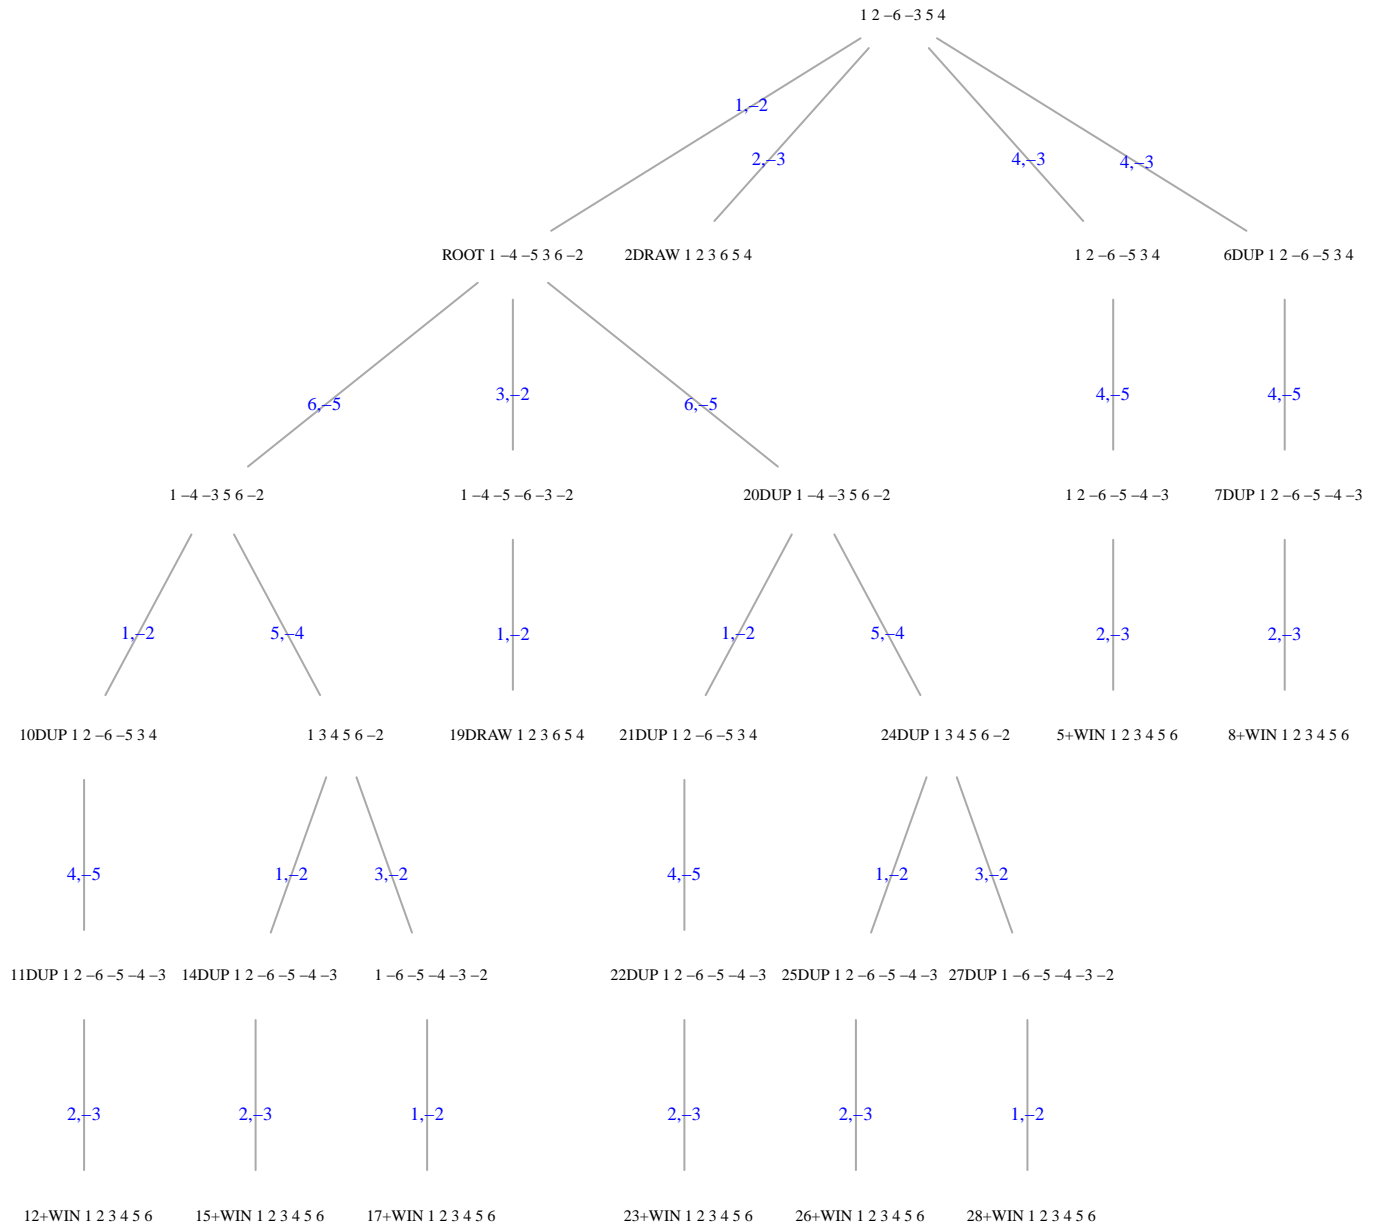 1 2 −6 −3 5 4
1,−2
2,−3
4,−3
4,−3
ROOT 1 −4 −5 3 6 −2
2DRAW 1 2 3 6 5 4
1 2 −6 −5 3 4
6DUP 1 2 −6 −5 3 4
6,−5
3,−2
6,−5
4,−5
4,−5
1 −4 −3 5 6 −2
1 −4 −5 −6 −3 −2
20DUP 1 −4 −3 5 6 −2
1 2 −6 −5 −4 −3
7DUP 1 2 −6 −5 −4 −3
1,−2
5,−4
1,−2
1,−2
5,−4
2,−3
2,−3
10DUP 1 2 −6 −5 3 4
1 3 4 5 6 −2
19DRAW 1 2 3 6 5 4
21DUP 1 2 −6 −5 3 4
24DUP 1 3 4 5 6 −2
5+WIN 1 2 3 4 5 6
8+WIN 1 2 3 4 5 6
4,−5
1,−2
3,−2
4,−5
1,−2
3,−2
11DUP 1 2 −6 −5 −4 −3
14DUP 1 2 −6 −5 −4 −3
1 −6 −5 −4 −3 −2
22DUP 1 2 −6 −5 −4 −3
25DUP 1 2 −6 −5 −4 −3
27DUP 1 −6 −5 −4 −3 −2
2,−3
2,−3
1,−2
2,−3
2,−3
1,−2
12+WIN 1 2 3 4 5 6
15+WIN 1 2 3 4 5 6
17+WIN 1 2 3 4 5 6
23+WIN 1 2 3 4 5 6
26+WIN 1 2 3 4 5 6
28+WIN 1 2 3 4 5 6